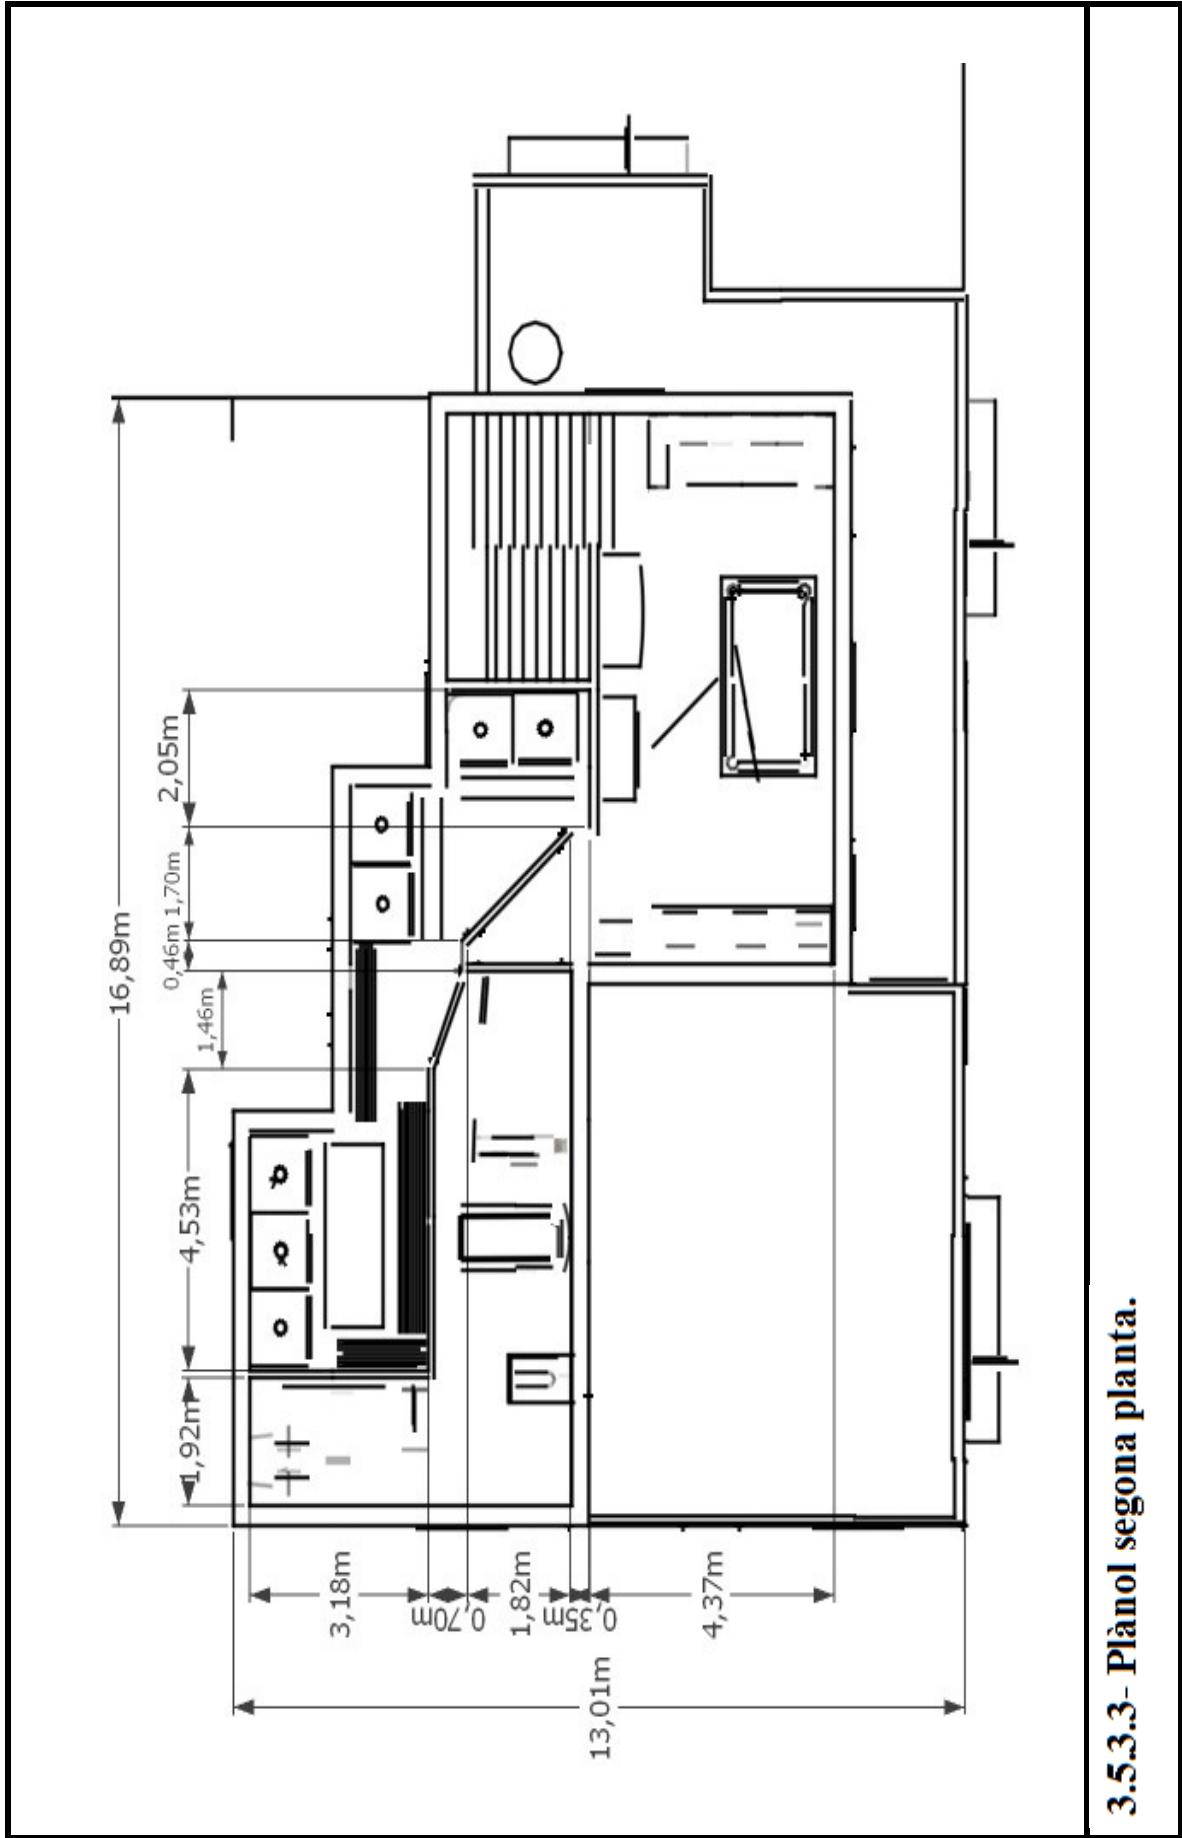 16,89m
2,05m
0,46m 1,70m
1,46m
4,53m
1,92m
3,18m
0,70m
1,82m
0,35m
4,37m
13,01m
3.5.3.3- Plànol segona planta.